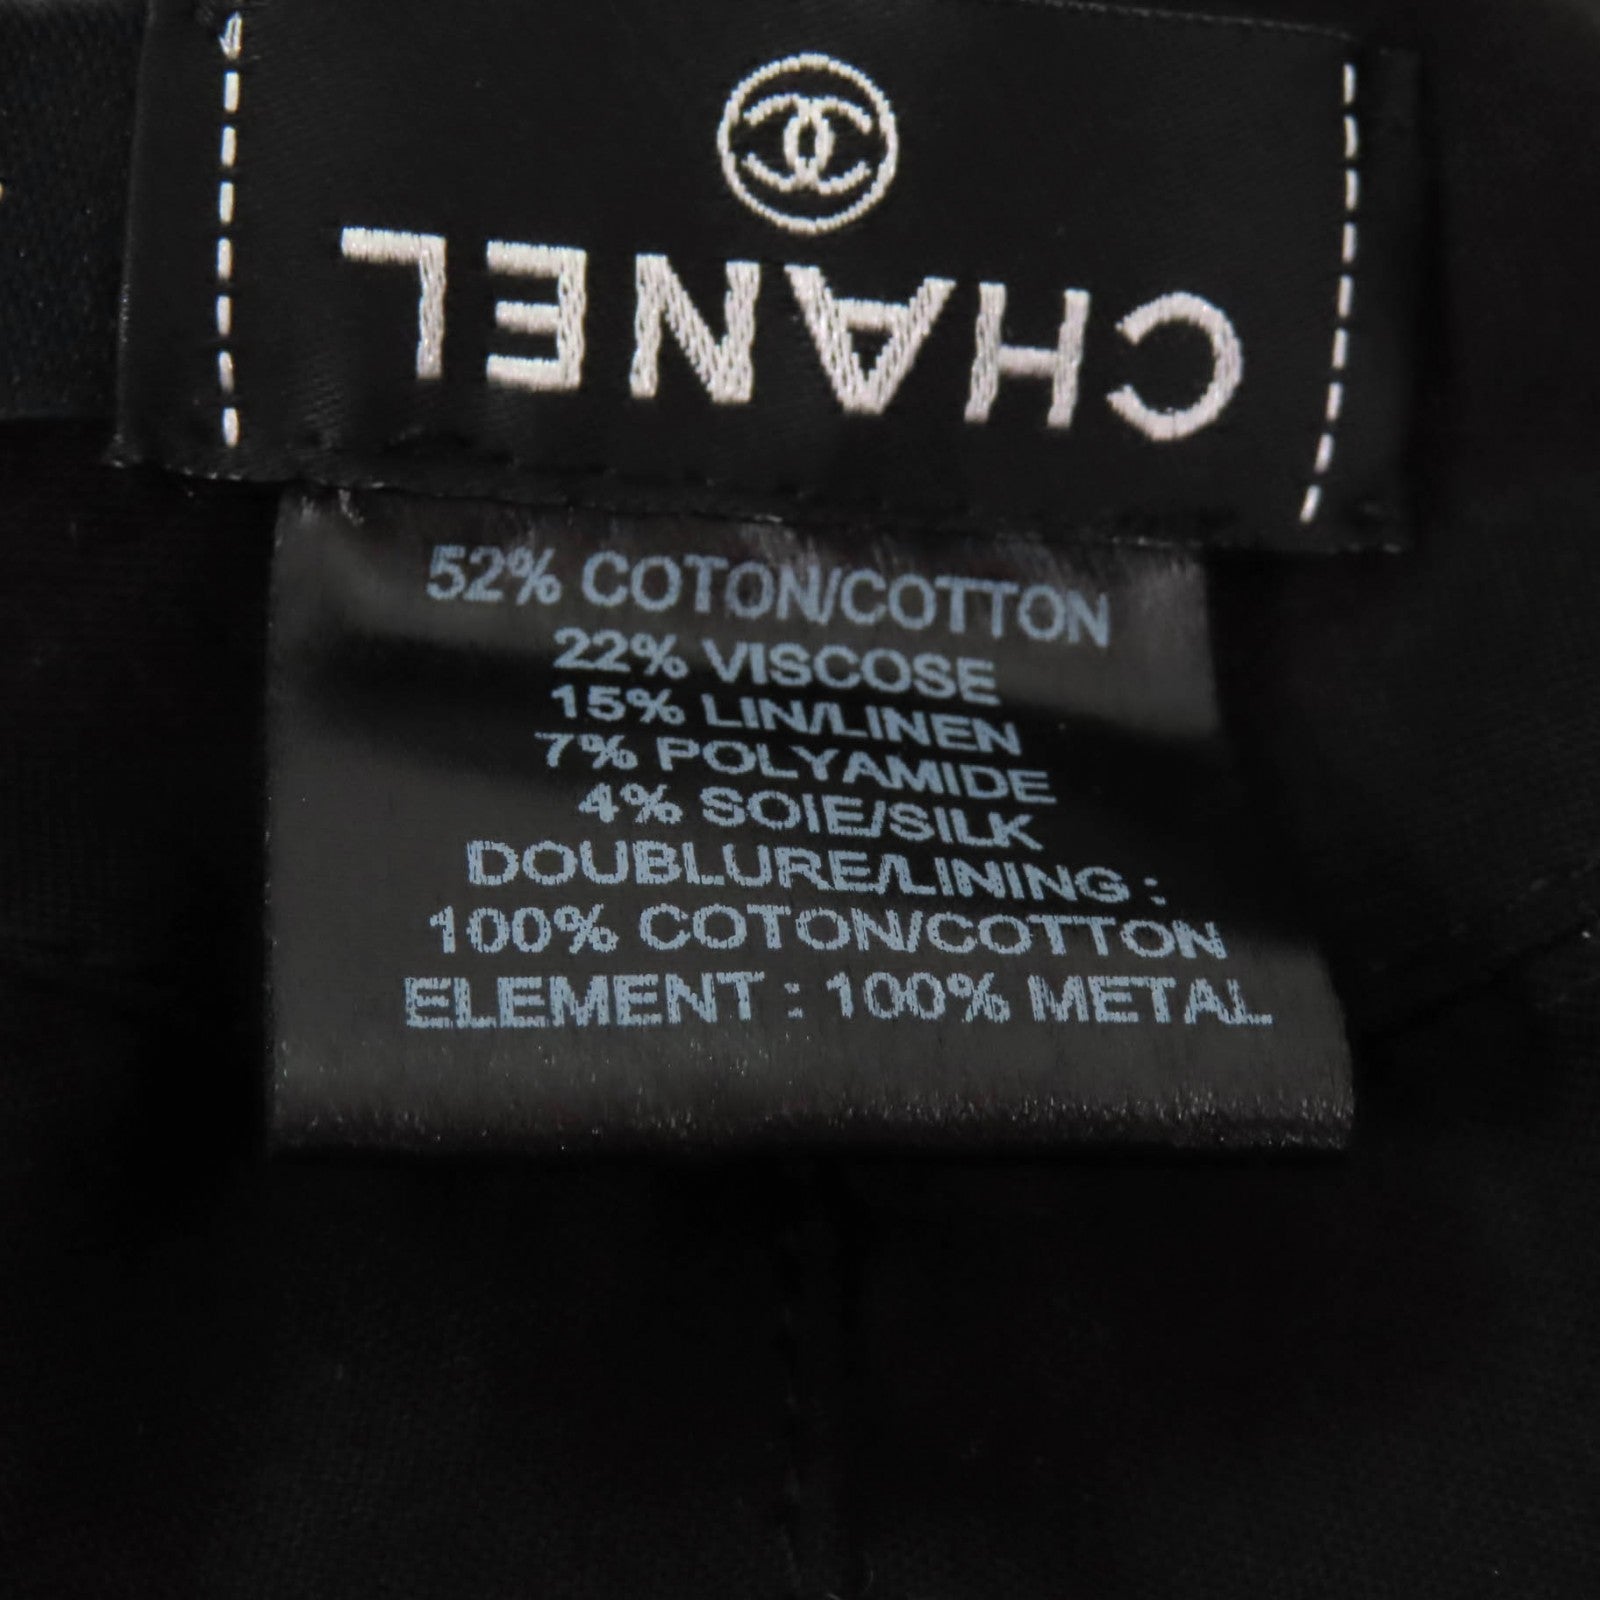 CHANEL
52% COTON/COTTON
22% VISCOSE
15% LIN/LINEN
7% POLYAMIDE
4% SOIE/SILK
DOUBLURE/LINING :
100% COTON/COTTON
ELEMENT : 100% METAL